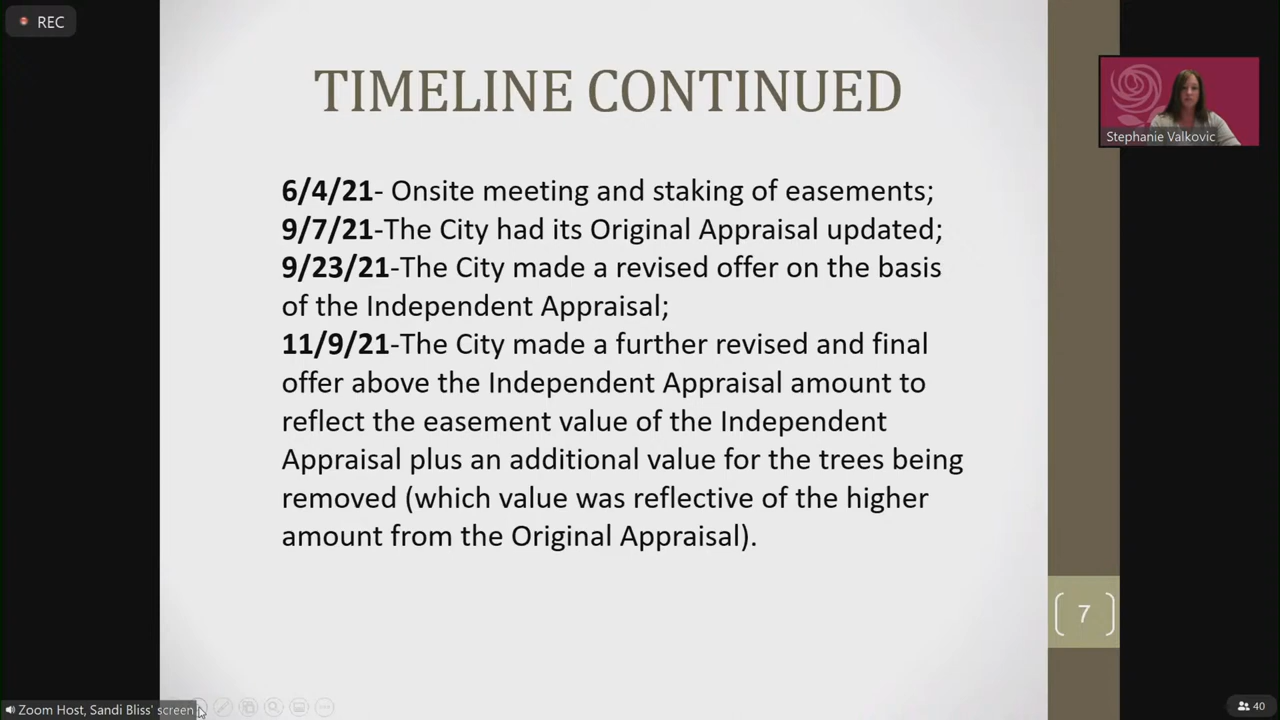 REC
TIMELINE CONTINUED
Stephanie Valkovic
6/4/21- Onsite meeting and staking of easements;
9/7/21-The City had its Original Appraisal updated;
9/23/21-The City made a revised offer on the basis
of the Independent Appraisal;
11/9/21-The City made a further revised and final
offer above the Independent Appraisal amount to
reflect the easement value of the Independent
Appraisal plus an additional value for the trees being
removed (which value was reflective of the higher
amount from the Original Appraisal).
7
Zoom Host, Sandi Bliss' screen
40